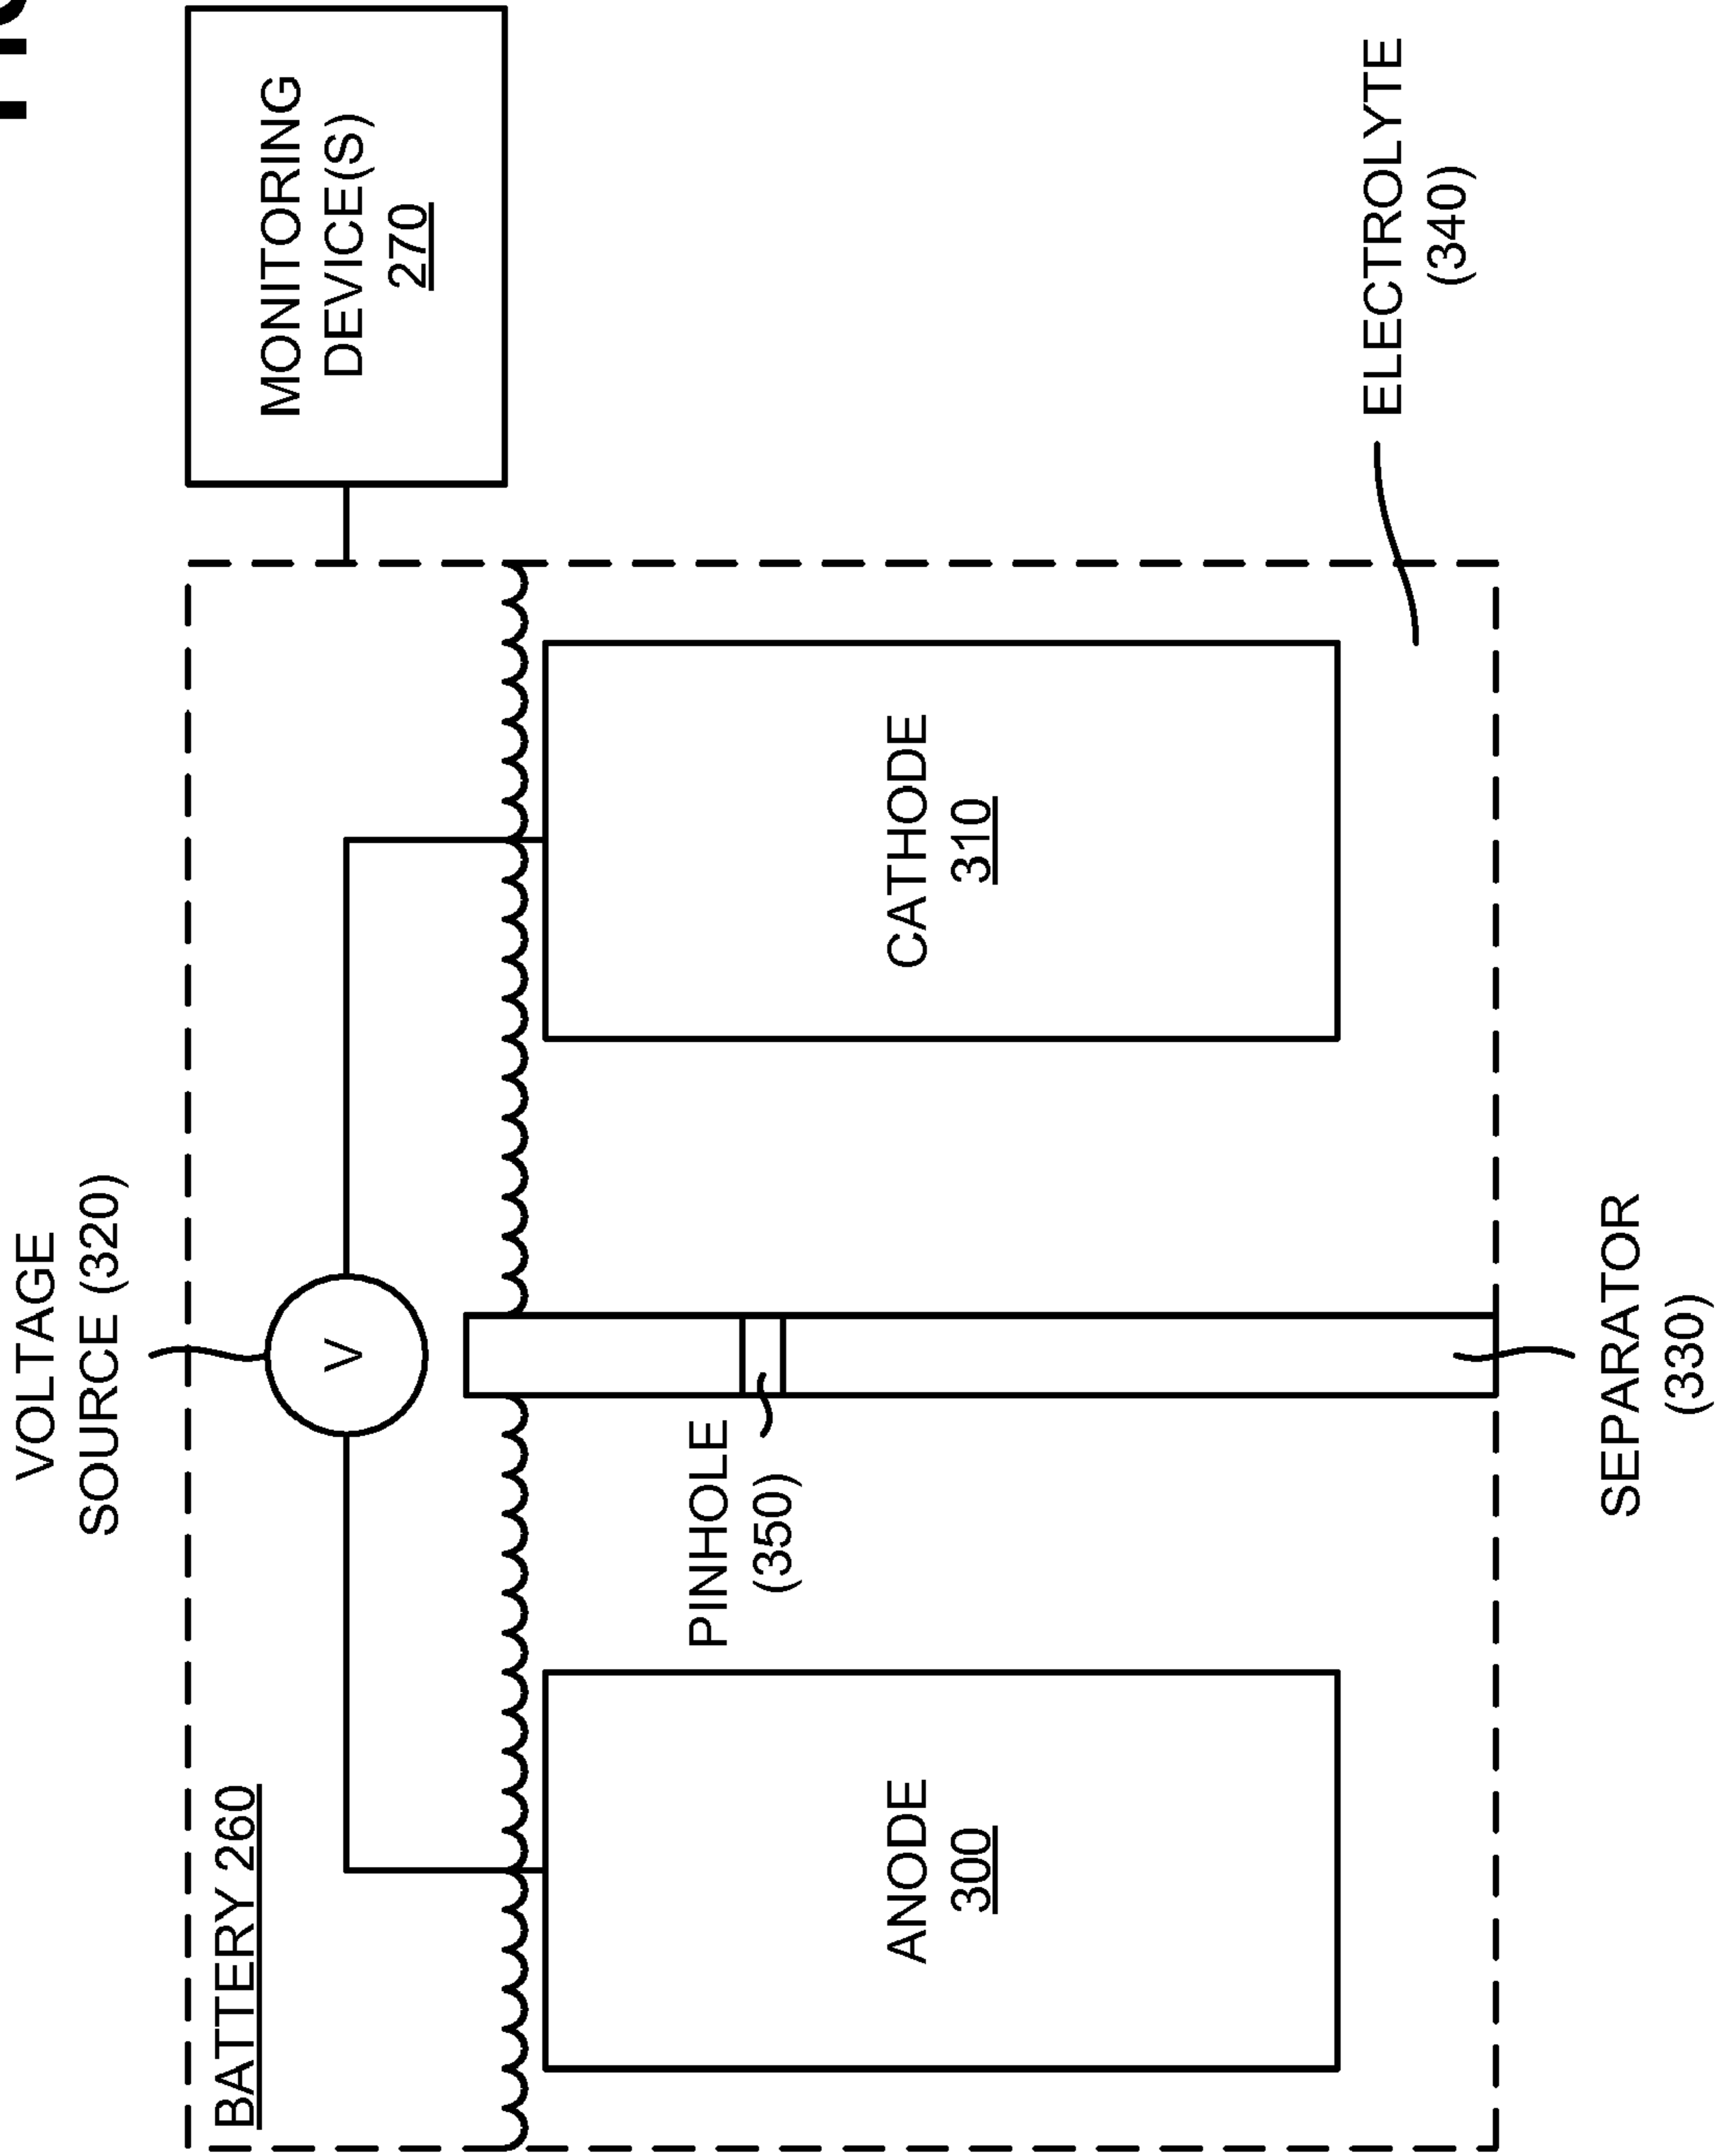 VOLTAGE
SOURCE (320)
BATTERY 260
V
MONITORING
DEVICE(S)
270
PINHOLE
(350)
ANODE
300
CATHODE
310
ELECTROLYTE
(340)
SEPARATOR
(330)